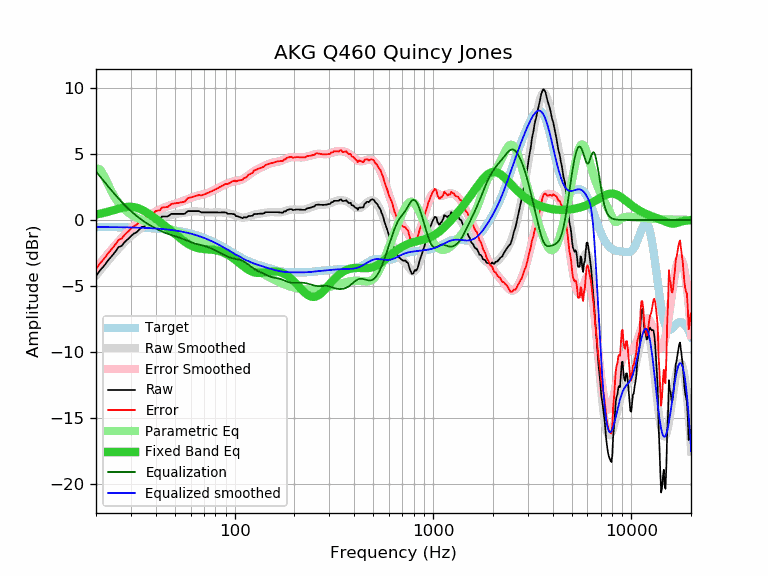 AKG Q460 Quincy Jones
10
5
0
−5
−10
−15
−20
Amplitude (dBr)
Target
Raw Smoothed
Error Smoothed
Raw
Error
Parametric Eq
Fixed Band Eq
Equalization
Equalized smoothed
100
1000
10000
Frequency (Hz)